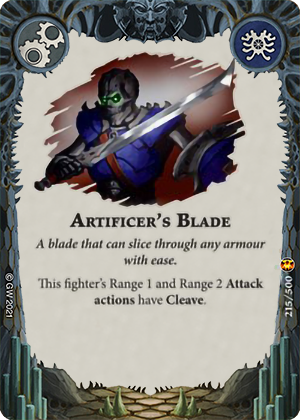 ARTIFICER'S BLADE
A blade that can slice through any armour
with ease.
This fighter's Range 1 and Range 2 Attack
actions have Cleave.
© GW 2021
215/500